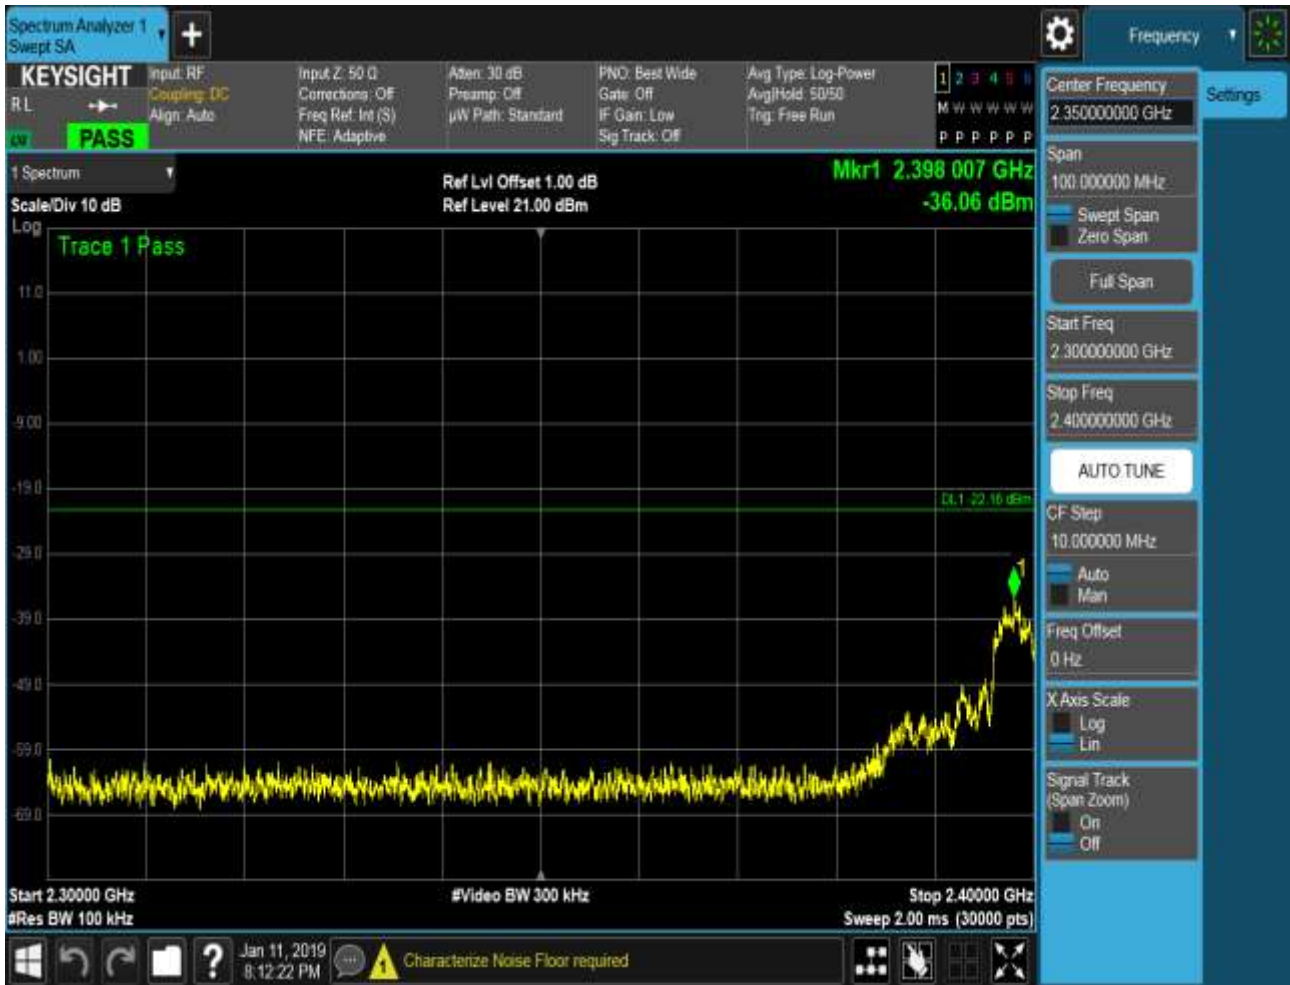 Spectrum Analyzer 1
Swept SA
Frequency
KEYSIGHT
Input: RF
Coupling: DC
Align: Auto
Input Z: 50 Ω
Corrections: Off
Freq Ref: Int (S)
NFE: Adaptive
Atten: 30 dB
Preamp: Off
µW Path: Standard
PNO: Best Wide
Gate: Off
IF Gain: Low
Sig Track: Off
Avg Type: Log-Power
Avg|Hold: 50/50
Trig: Free Run
1 2 3 4 5 6
M W W W W W
P P P P P P
R L
PASS
1 Spectrum
Scale/Div 10 dB
Ref Lvl Offset 1.00 dB
Ref Level 21.00 dBm
Mkr1 2.398 007 GHz
-36.06 dBm
Log
Trace 1 Pass
11.0
1.00
-9.00
-19.0
DL1 -22.16 dBm
-29.0
1
-39.0
-49.0
-59.0
-69.0
Start 2.30000 GHz
#Video BW 300 kHz
Stop 2.40000 GHz
#Res BW 100 kHz
Sweep 2.00 ms (30000 pts)
Center Frequency
2.350000000 GHz
Settings
Span
100.000000 MHz
Swept Span
Zero Span
Full Span
Start Freq
2.300000000 GHz
Stop Freq
2.400000000 GHz
AUTO TUNE
CF Step
10.000000 MHz
Auto
Man
Freq Offset
0 Hz
X Axis Scale
Log
Lin
Signal Track
(Span Zoom)
On
Off
?
Jan 11, 2019
8:12:22 PM
1
Characterize Noise Floor required